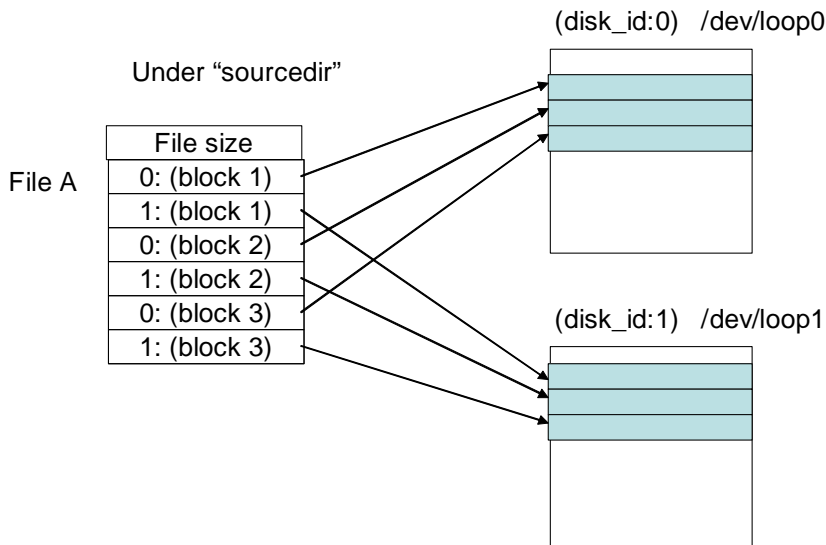 (disk_id:0) /dev/loop0
Under “sourcedir”
File A
File size
0: (block 1)
1: (block 1)
0: (block 2)
1: (block 2)
0: (block 3)
1: (block 3)
(disk_id:1) /dev/loop1